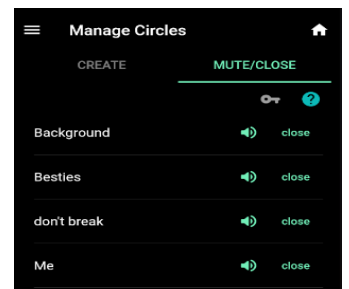 Manage Circles
CREATE MUTE/CLOSE
?
Background close
Besties close
don't break close
Me close